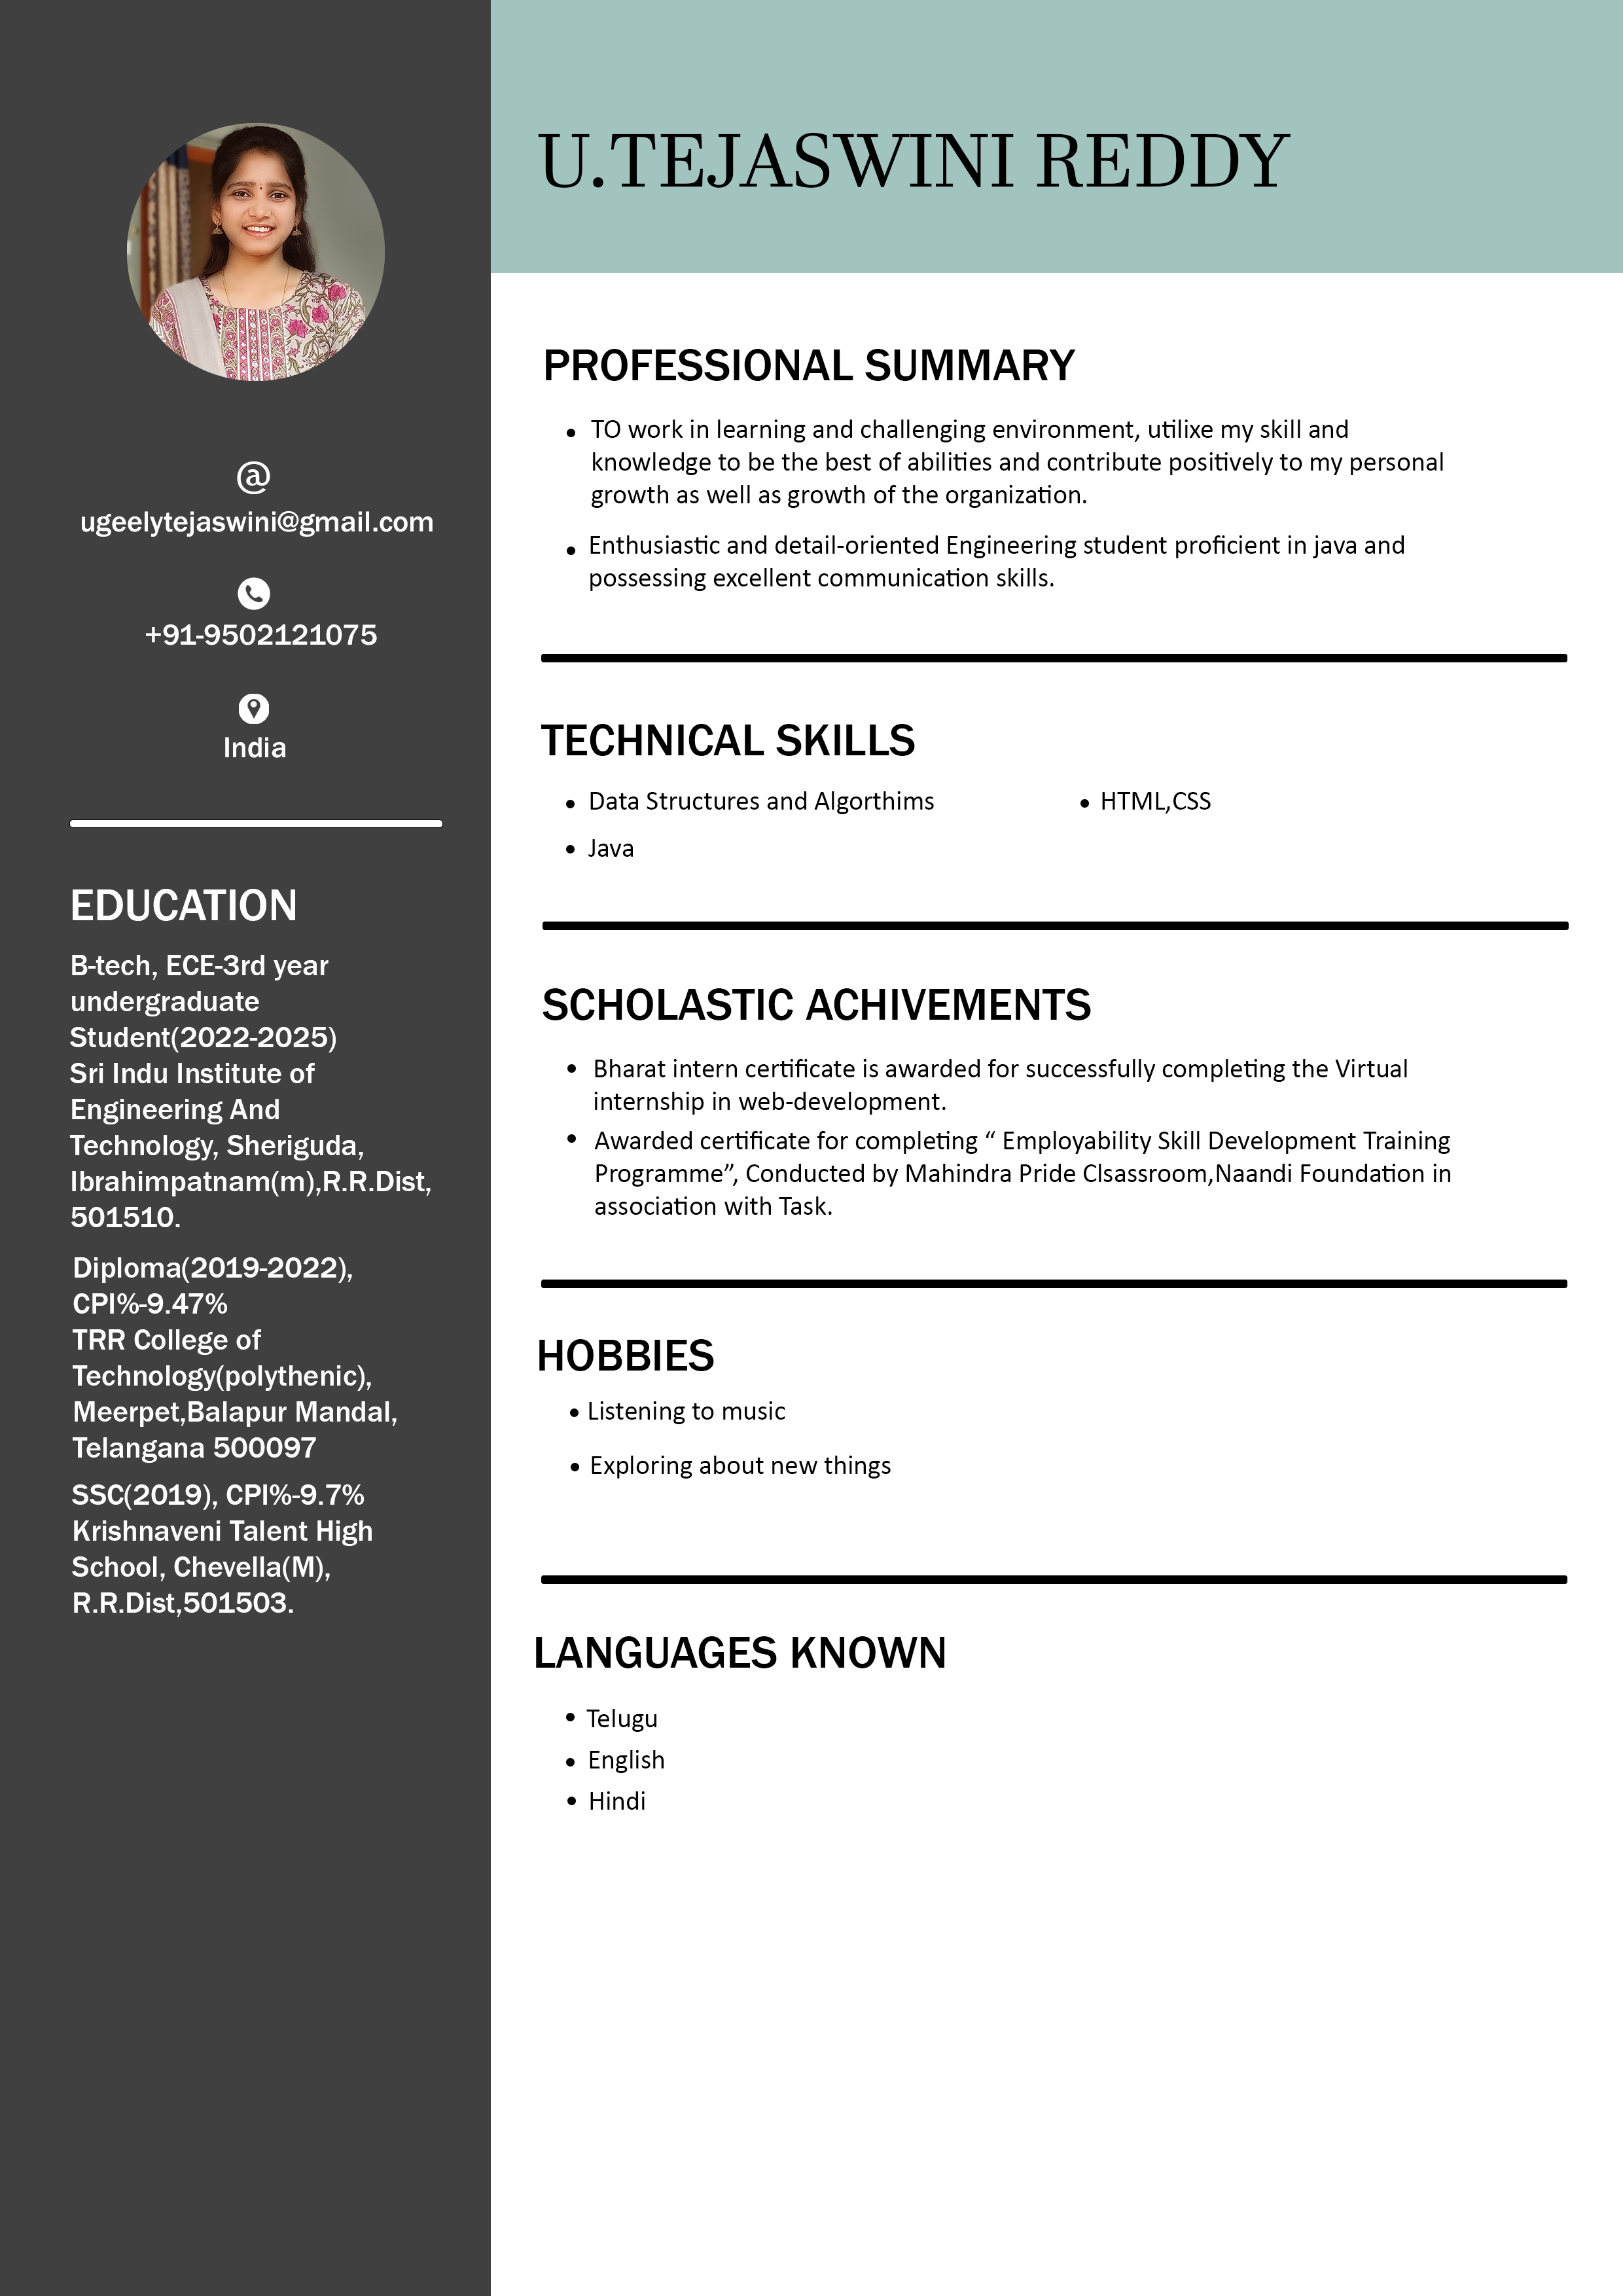 U.TEJASWINI REDDY
@
ugeelytejaswini@gmail.com
+91-9502121075
India
EDUCATION
B-tech, ECE-3rd year
undergraduate
Student(2022-2025)
Sri Indu Institute of
Engineering And
Technology, Sheriguda,
Ibrahimpatnam(m),R.R.Dist,
501510.
Diploma(2019-2022),
CPI%-9.47%
TRR College of
Technology(polythenic),
Meerpet,Balapur Mandal,
Telangana 500097
SSC(2019), CPI%-9.7%
Krishnaveni Talent High
School, Chevella(M),
R.R.Dist,501503.
PROFESSIONAL SUMMARY
• TO work in learning and challenging environment, utilixe my skill and
knowledge to be the best of abilities and contribute positively to my personal
growth as well as growth of the organization.
• Enthusiastic and detail-oriented Engineering student proficient in java and
possessing excellent communication skills.
TECHNICAL SKILLS
• Data Structures and Algorthims
• HTML,CSS
• Java
SCHOLASTIC ACHIVEMENTS
• Bharat intern certificate is awarded for successfully completing the Virtual
internship in web-development.
• Awarded certificate for completing “ Employability Skill Development Training
Programme”, Conducted by Mahindra Pride Clsassroom,Naandi Foundation in
association with Task.
HOBBIES
• Listening to music
• Exploring about new things
LANGUAGES KNOWN
• Telugu
• English
• Hindi